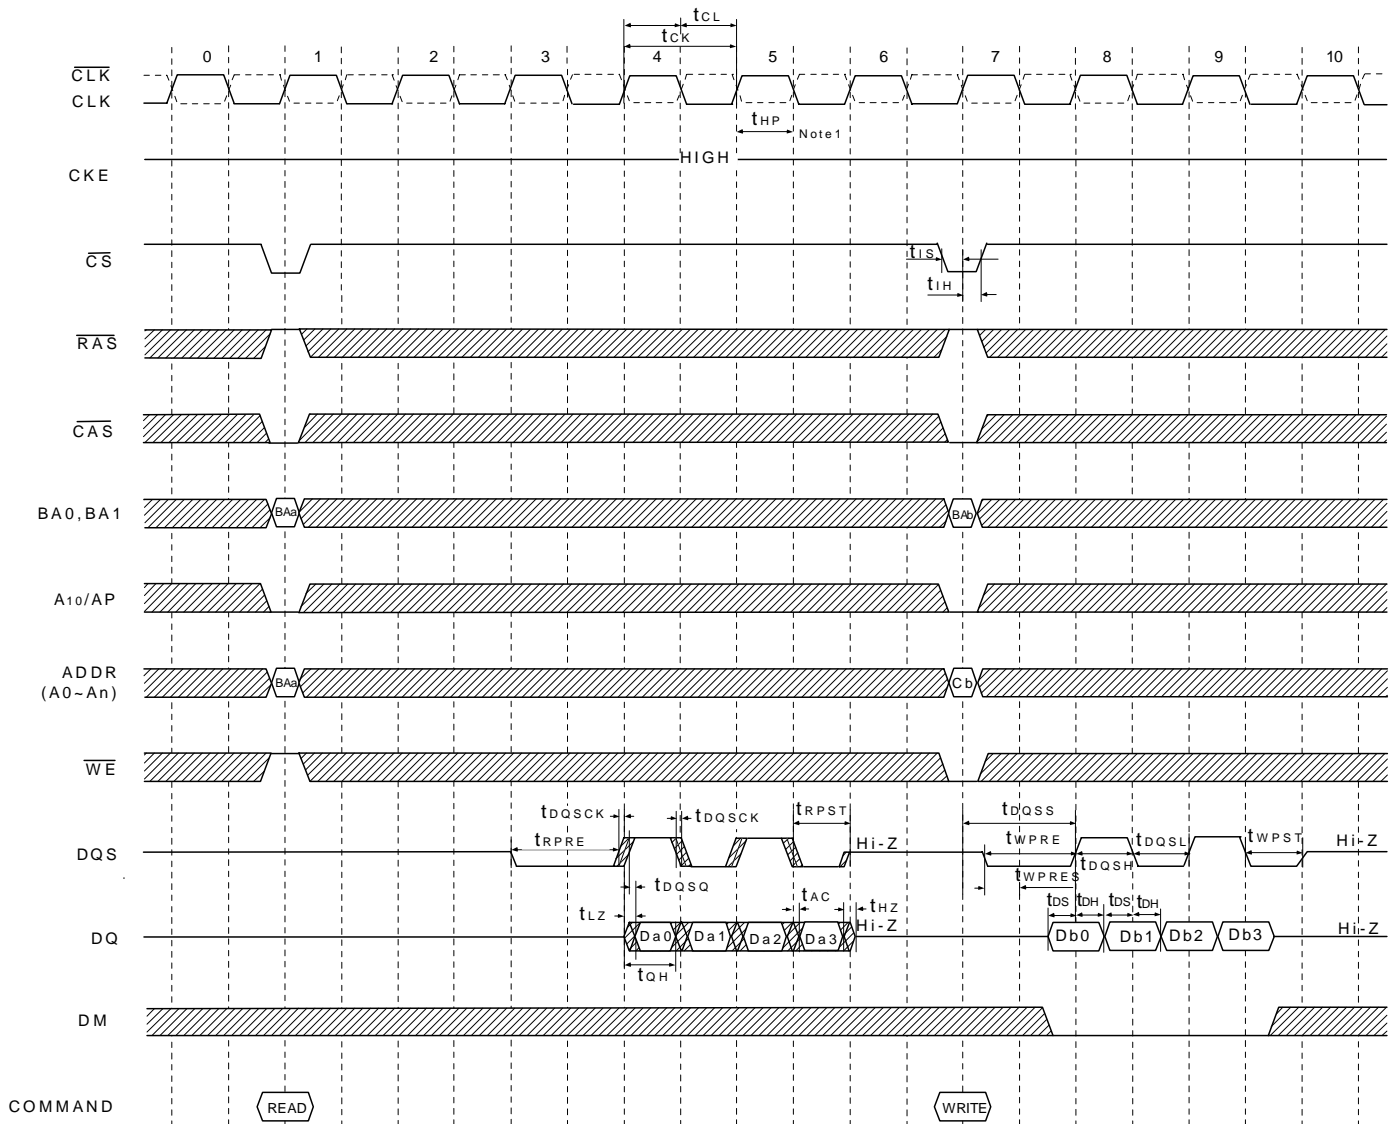 tCL
tCK
0 1 2 3 4 5 6 7 8 9 10
CLK
CLK
tHP Note1
HIGH
CKE
CS
tIS
tIH
RAS
CAS
BA0,BA1 BAa BAb
A10/AP
ADDR
(A0~An) BAa Cb
WE
tDQSCK tDQSCK tRPST tDQSS
tRPRE tWPRE tDQSL tWPST
DQS Hi-Z tDQSH Hi-Z
tDQSQ tWPRES
tLZ tAC tHZ tDS tDH tDS tDH
DQ Da0 Da1 Da2 Da3 Hi-Z Db0 Db1 Db2 Db3 Hi-Z
tQH
DM
COMMAND READ WRITE